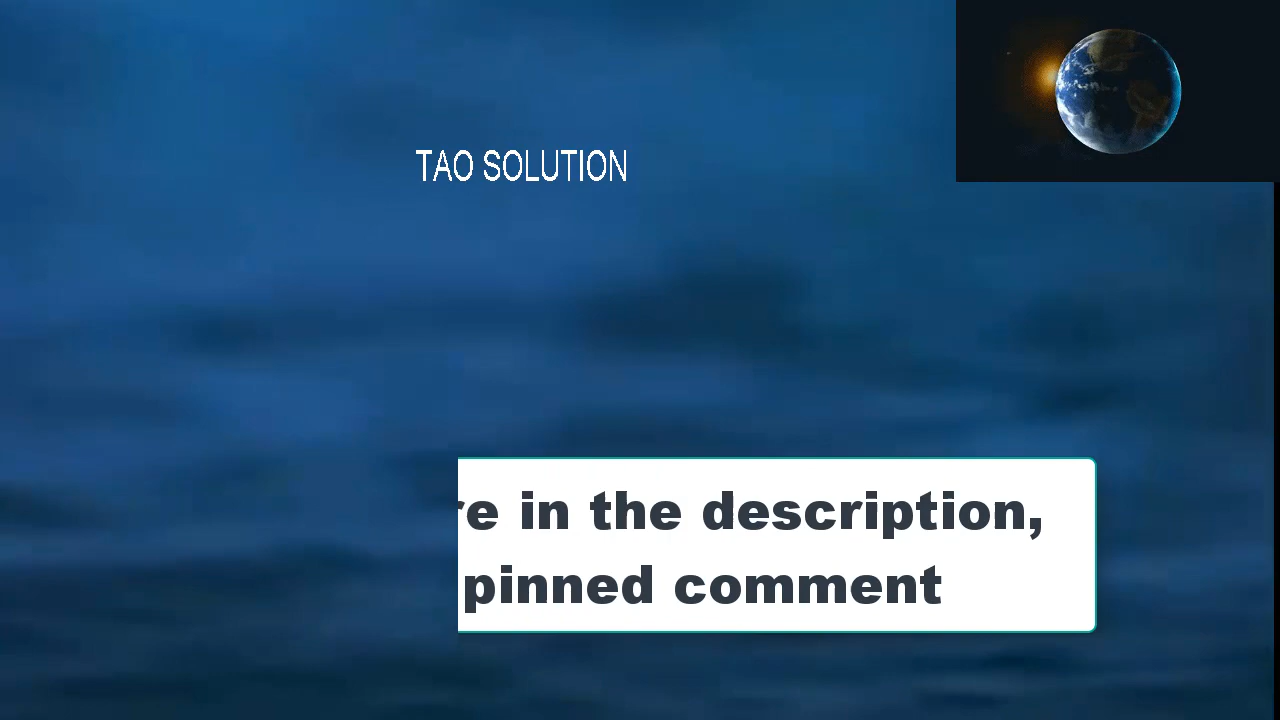 TAO SOLUTION
re in the description,
pinned comment